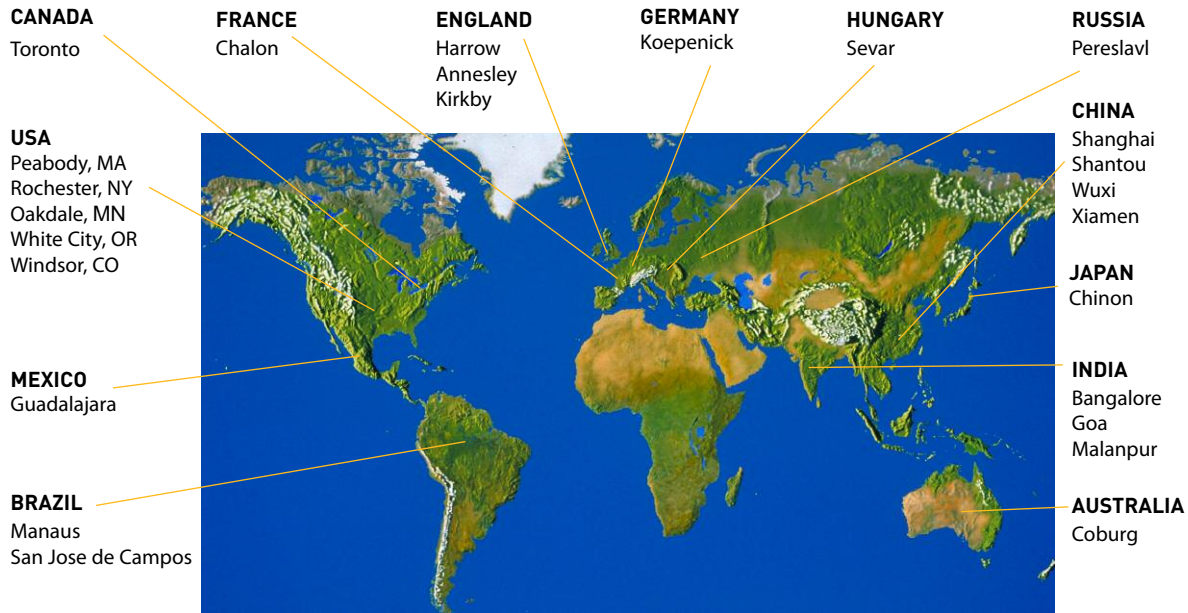 CANADA
Toronto
FRANCE
Chalon
ENGLAND
Harrow
Annesley
Kirkby
GERMANY
Koepenick
HUNGARY
Sevar
RUSSIA
Pereslavl
USA
Peabody, MA
Rochester, NY
Oakdale, MN
White City, OR
Windsor, CO
MEXICO
Guadalajara
BRAZIL
Manaus
San Jose de Campos
CHINA
Shanghai
Shantou
Wuxi
Xiamen
JAPAN
Chinon
INDIA
Bangalore
Goa
Malanpur
AUSTRALIA
Coburg